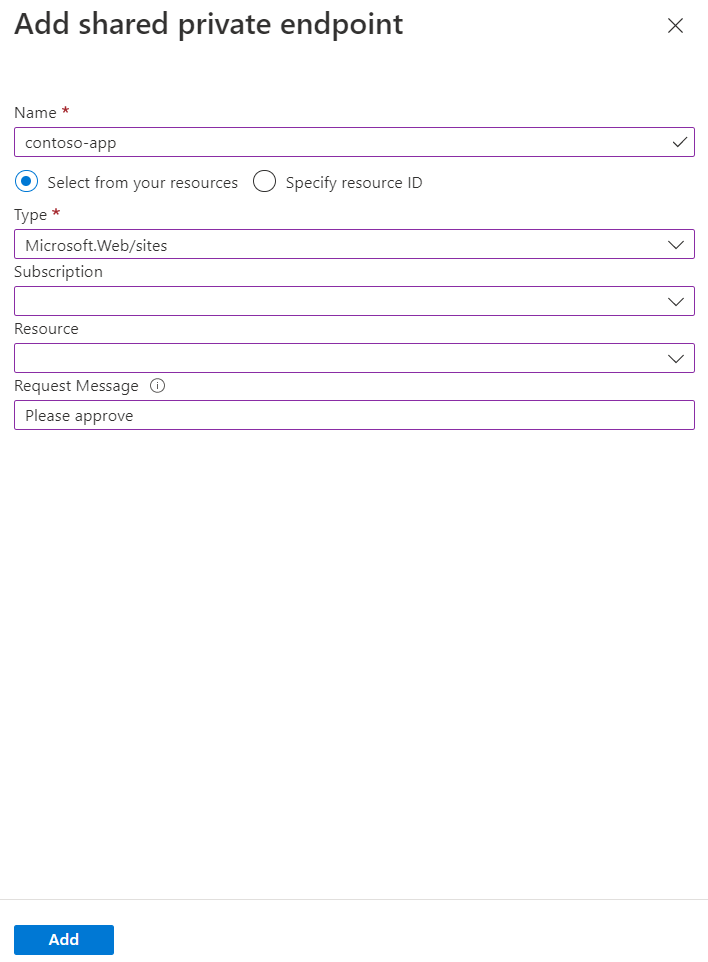 Add shared private endpoint
Name *
contoso-app
Select from your resources Specify resource ID
Type *
Microsoft.Web/sites
Subscription
Resource
Request Message
Please approve
Add